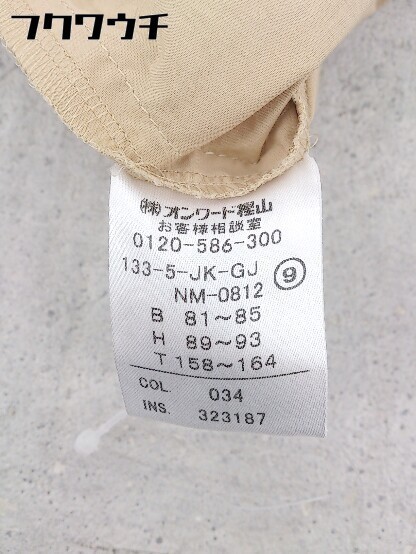 フクワウチ
(株)オンワード樫山
お客様相談室
0120-586-300
133-5-JK-GJ ⑨
NM-0812
B 81~85
H 89~93
T 158~164
COL. 034
INS. 323187